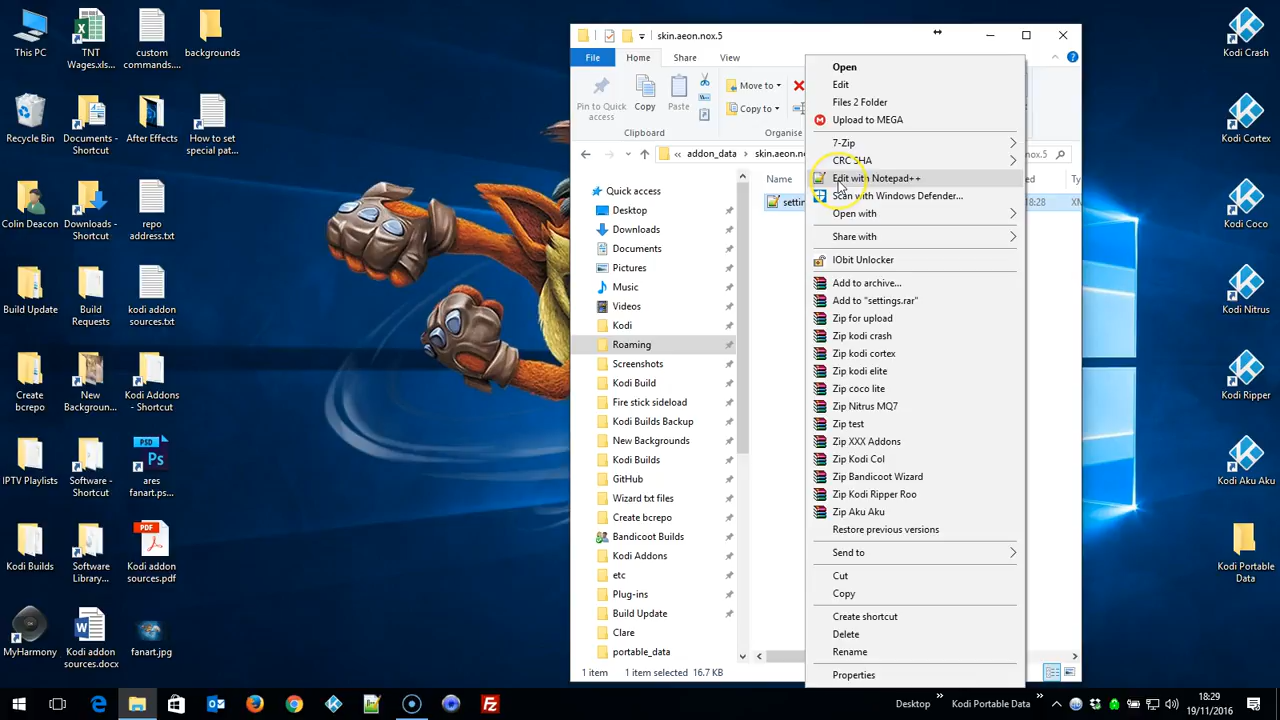 This PC
TNT
Wages.xls...
custom
commands....
backgrounds
Recycle Bin
Documents -
Shortcut
After Effects
How to set
special pat...
Colin Deacon
Downloads -
Shortcut
repo
address.txt
Build Update
Build
Requests
kodi addon
sources.txt
Create
bcrepo
New
Backgroun...
Kodi Addons
- Shortcut
PSD
Ps
IPTV Playlists
Software -
Shortcut
ares
fanart.ps...
PDF
Kodi Builds
Software
Library...
Kodi addon
sources.pdf
MyHarmony
Kodi addon
sources.docx
fanart.jpg
skin.aeon.nox.5
File
Home
Share
View
Pin to Quick
access
Copy
Paste
Clipboard
Move to
Copy to
Organise
«
addon_data
skin.aeon.no
nox.5
Name
ed
Ty
settin
18:28
XM
Quick access
Desktop
Downloads
Documents
Pictures
Music
Videos
Kodi
Roaming
Screenshots
Kodi Build
Fire stick sideload
Kodi Builds Backup
New Backgrounds
Kodi Builds
GitHub
Wizard txt files
Create bcrepo
Bandicoot Builds
Kodi Addons
etc
Plug-ins
Build Update
Clare
portable_data
1 item
1 item selected 16.7 KB
Open
Edit
Files 2 Folder
Upload to MEGA
7-Zip
CRC SHA
Edit with Notepad++
Scan with Windows Defender...
Open with
Share with
IObit Unlocker
Add to archive...
Add to "settings.rar"
Zip for upload
Zip kodi crash
Zip kodi cortex
Zip kodi elite
Zip coco lite
Zip Nitrus MQ7
Zip test
Zip XXX Addons
Zip Kodi Col
Zip Bandicoot Wizard
Zip Kodi Ripper Roo
Zip Aku Aku
Restore previous versions
Send to
Cut
Copy
Create shortcut
Delete
Rename
Properties
Kodi Crash
Kodi Cortex
Kodi Coco
Kodi Nitrus
Kodi Ripper
Kodi Aku Aku
Kodi Portable
Data
Desktop
»
Kodi Portable Data
»
18:29
19/11/2016